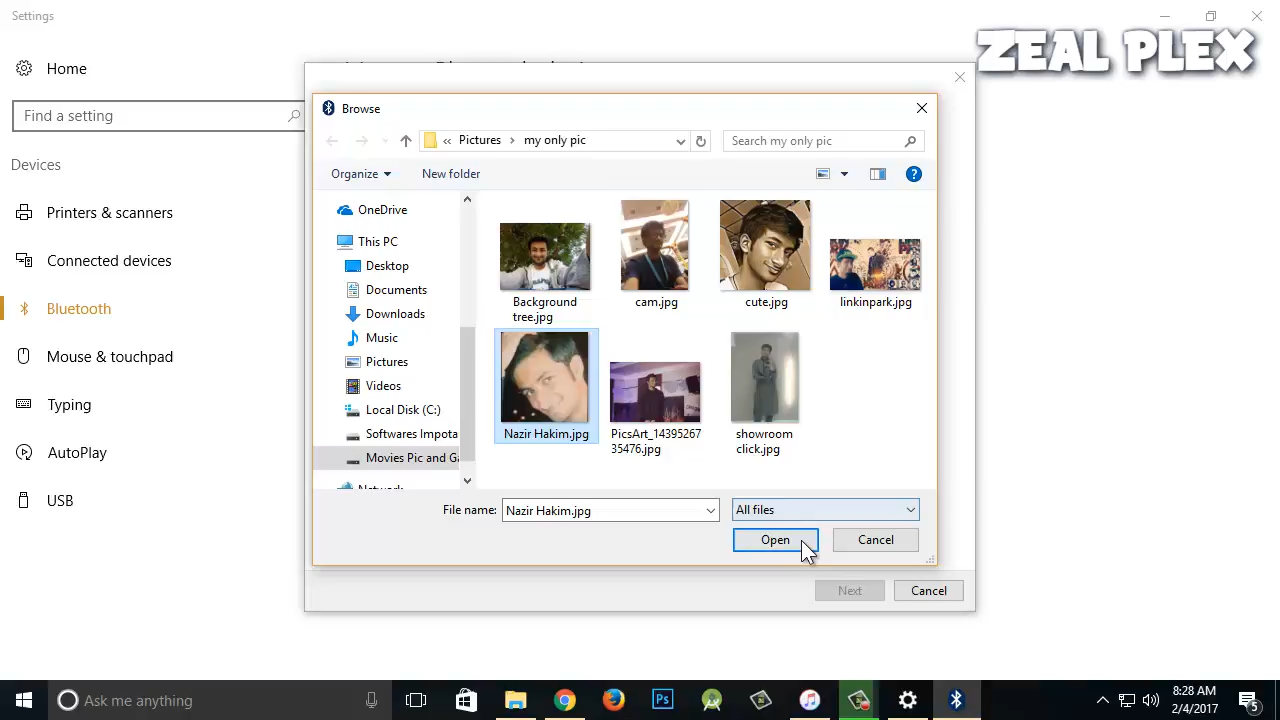 Settings
ZEAL PLEX
Home
Find a setting
Devices
Printers & scanners
Connected devices
Bluetooth
Mouse & touchpad
Typing
AutoPlay
USB
Browse
« Pictures > my only pic
Search my only pic
Organize
New folder
OneDrive
This PC
Desktop
Documents
Downloads
Music
Pictures
Videos
Local Disk (C:)
Softwares Impota
Movies Pic and Ga
Network
Background
tree.jpg
cam.jpg
cute.jpg
linkinpark.jpg
Nazir Hakim.jpg
PicsArt_14395267
35476.jpg
showroom
click.jpg
File name:
Nazir Hakim.jpg
All files
Open
Cancel
Next
Cancel
Ask me anything
Ps
8:28 AM
2/4/2017
5